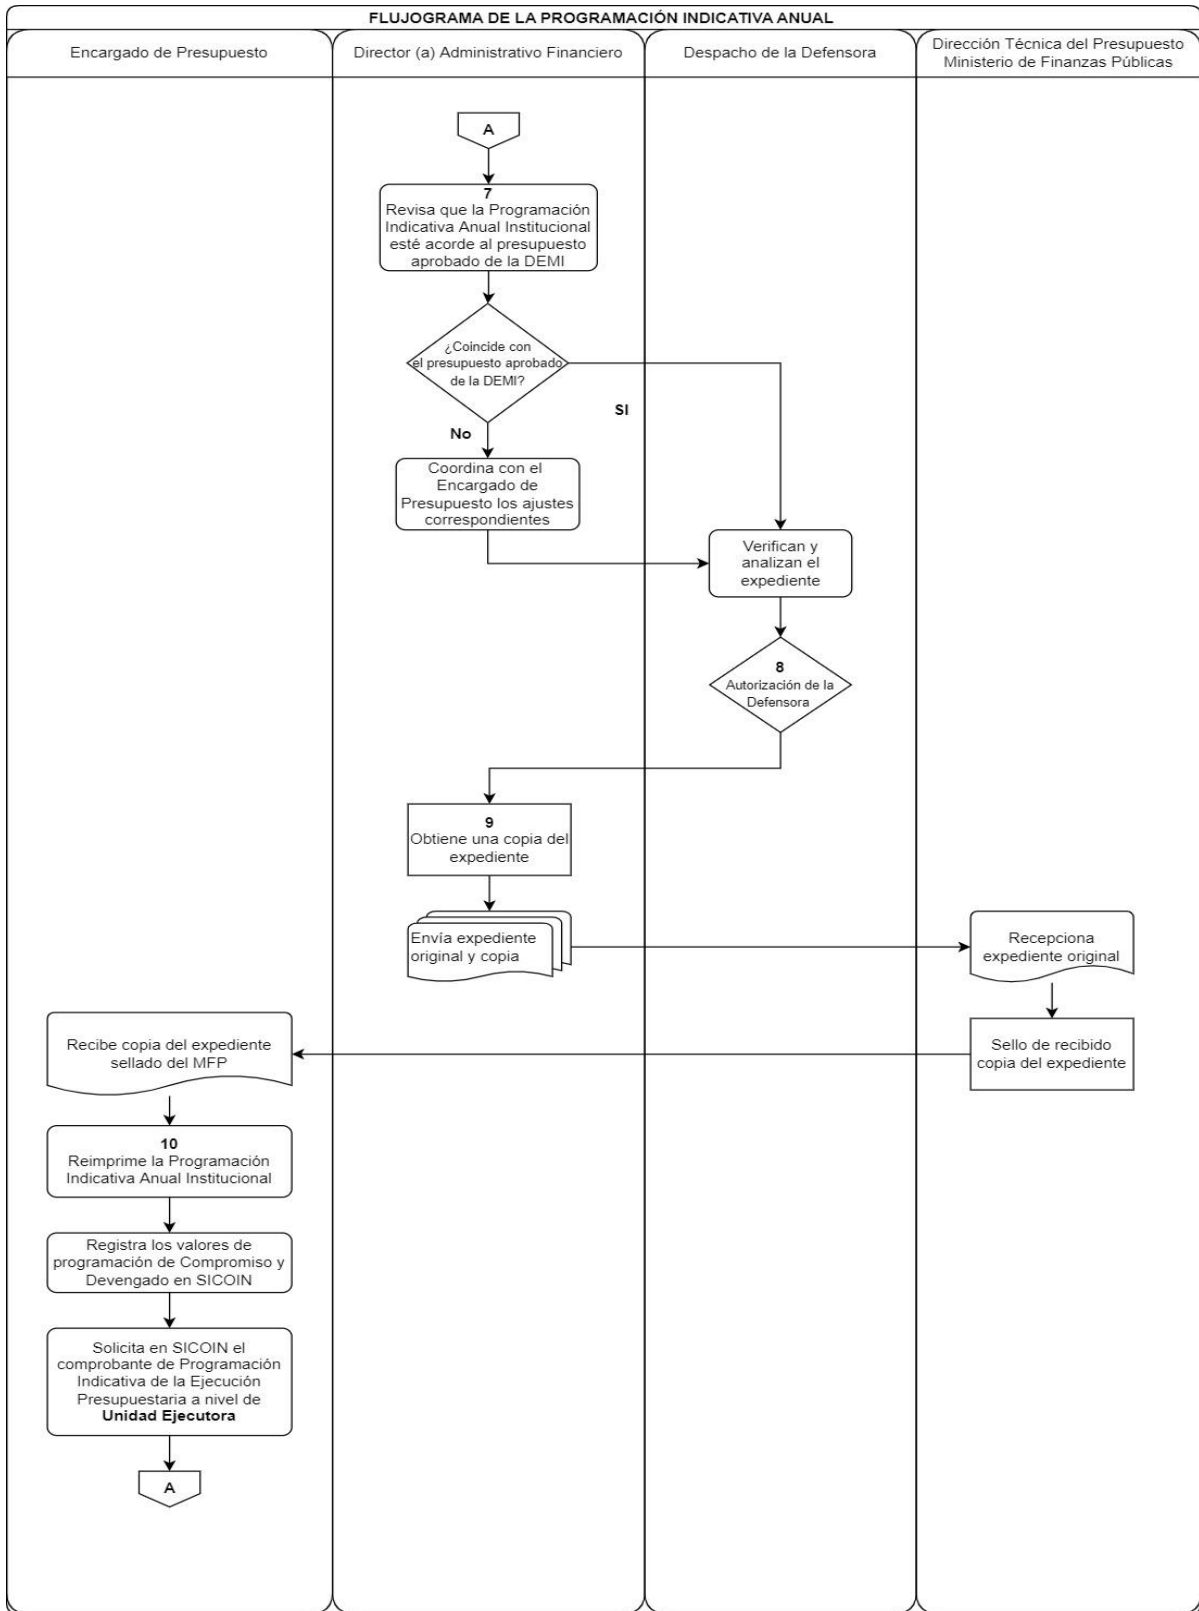 FLUJOGRAMA DE LA PROGRAMACIÓN INDICATIVA ANUAL
Encargado de Presupuesto
Director (a) Administrativo Financiero
Despacho de la Defensora
Dirección Técnica del Presupuesto
Ministerio de Finanzas Públicas
A
7
Revisa que la Programación
Indicativa Anual Institucional
esté acorde al presupuesto
aprobado de la DEMI
¿Coincide con
el presupuesto aprobado
de la DEMI?
SI
No
Coordina con el
Encargado de
Presupuesto los ajustes
correspondientes
Verifican y
analizan el
expediente
8
Autorización de la
Defensora
9
Obtiene una copia del
expediente
Envía expediente
original y copia
Recepciona
expediente original
Sello de recibido
copia del expediente
Recibe copia del expediente
sellado del MFP
10
Reimprime la Programación
Indicativa Anual Institucional
Registra los valores de
programación de Compromiso y
Devengado en SICOIN
Solicita en SICOIN el
comprobante de Programación
Indicativa de la Ejecución
Presupuestaria a nivel de
Unidad Ejecutora
A